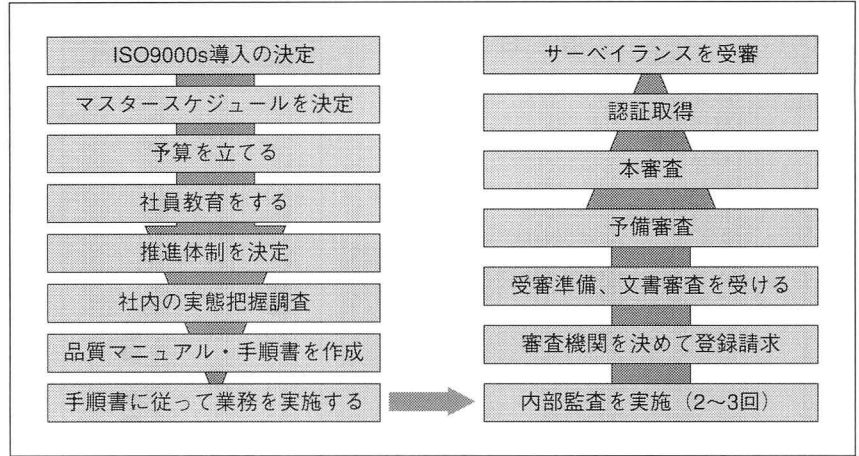 ISO9000s導入の決定
マスタースケジュールを決定
予算を立てる
社員教育をする
推進体制を決定
社内の実態把握調査
品質マニュアル・手順書を作成
手順書に従って業務を実施する
内部監査を実施（2～3回）
審査機関を決めて登録請求
受審準備、文書審査を受ける
予備審査
本審査
認証取得
サーベイランスを受審